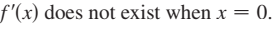 f′(x) does not exist when x = 0.